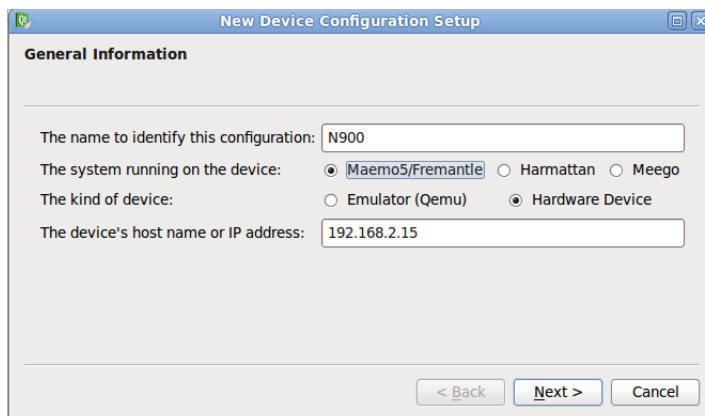 New Device Configuration Setup
General Information
The name to identify this configuration: N900
The system running on the device: Maemo5/Fremantle Harmattan Meego
The kind of device: Emulator (Qemu) Hardware Device
The device's host name or IP address: 192.168.2.15
< Back Next > Cancel